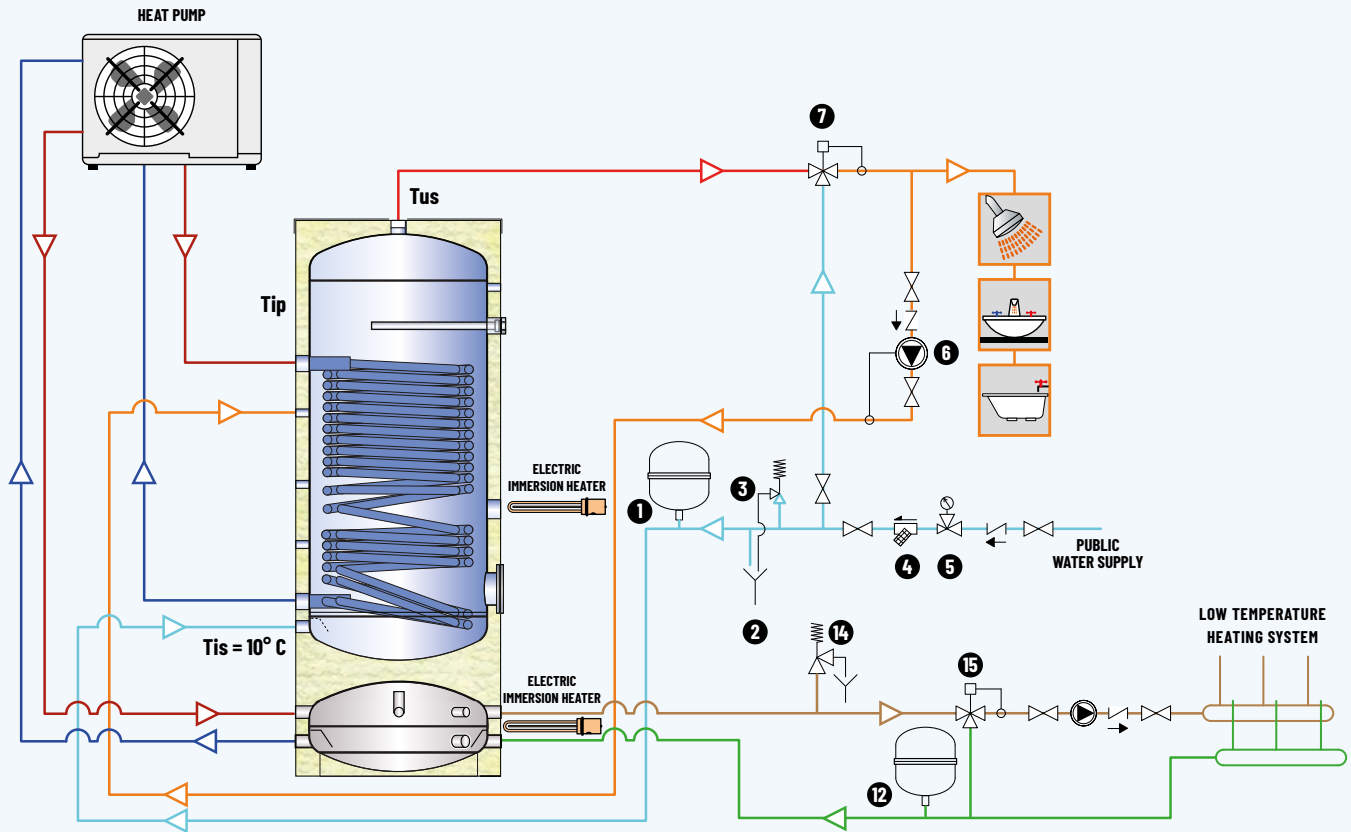 HEAT PUMP
7
Tus
Tip
6
ELECTRIC
IMMERSION HEATER
3
1
4
5
PUBLIC
WATER SUPPLY
2
Tis = 10° C
14
LOW TEMPERATURE
HEATING SYSTEM
15
ELECTRIC
IMMERSION HEATER
12